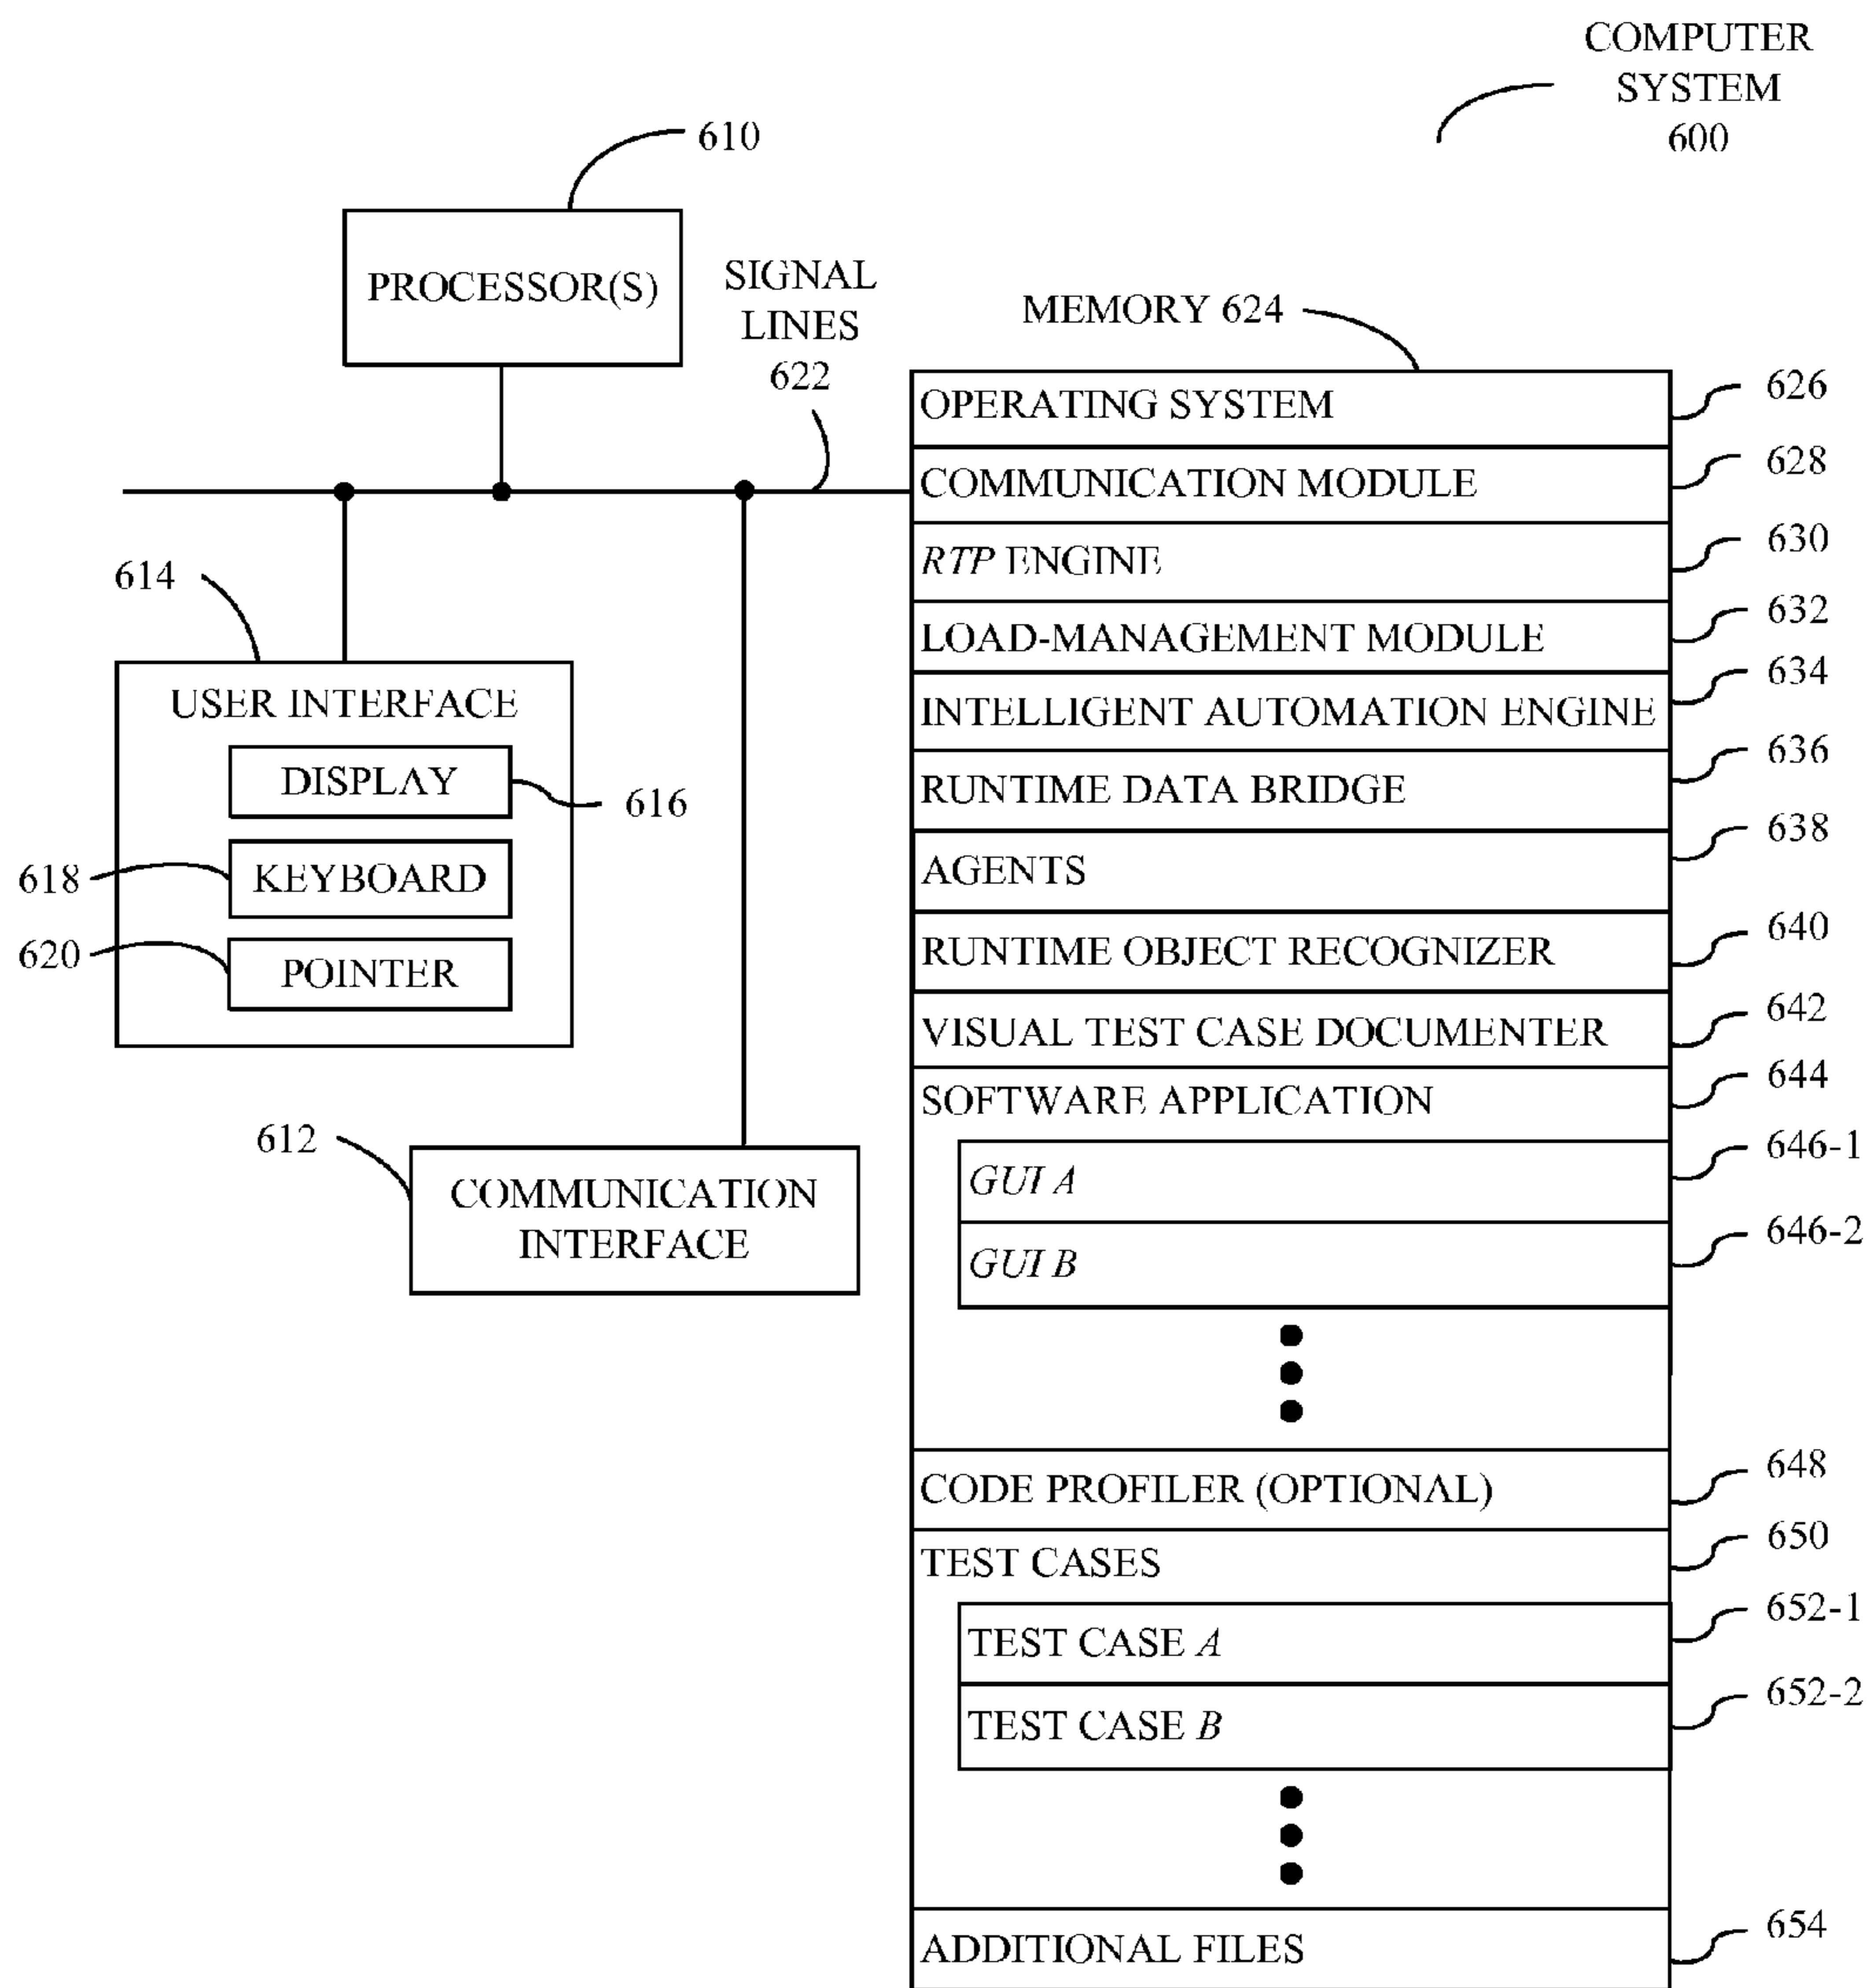 COMPUTER
SYSTEM
600
610
PROCESSOR(S)
SIGNAL
LINES
622
MEMORY 624
OPERATING SYSTEM
626
COMMUNICATION MODULE
628
RTP ENGINE
630
LOAD-MANAGEMENT MODULE
632
INTELLIGENT AUTOMATION ENGINE
634
RUNTIME DATA BRIDGE
636
AGENTS
638
RUNTIME OBJECT RECOGNIZER
640
VISUAL TEST CASE DOCUMENTER
642
SOFTWARE APPLICATION
644
GUI A
646-1
GUI B
646-2
CODE PROFILER (OPTIONAL)
648
TEST CASES
650
TEST CASE A
652-1
TEST CASE B
652-2
ADDITIONAL FILES
654
614
USER INTERFACE
DISPLAY
616
618
KEYBOARD
620
POINTER
612
COMMUNICATION
INTERFACE